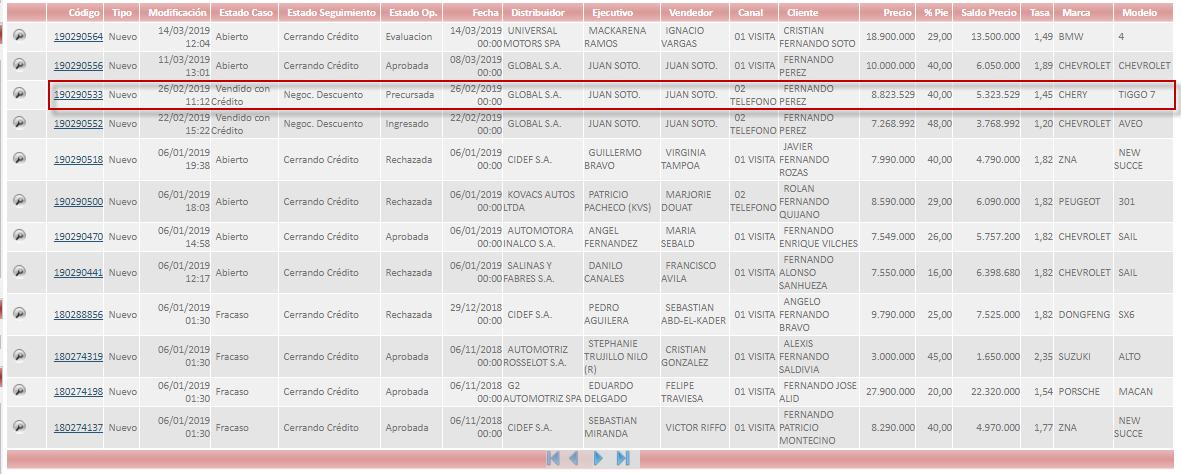 Código Tipo Modificación Estado Caso Estado Seguimiento Estado Op. Fecha Distribuidor Ejecutivo Vendedor Canal Cliente Precio % Pie Saldo Precio Tasa Marca Modelo
190290564 Nuevo 14/03/2019 12:04 Abierto Cerrando Crédito Evaluacion 14/03/2019 00:00 UNIVERSAL MOTORS SPA MACKARENA RAMOS IGNACIO VARGAS 01 VISITA CRISTIAN FERNANDO SOTO 18.900.000 29,00 13.500.000 1,49 BMW 4
190290556 Nuevo 11/03/2019 13:01 Abierto Cerrando Crédito Aprobada 08/03/2019 00:00 GLOBAL S.A. JUAN SOTO. JUAN SOTO. 01 VISITA FERNANDO PEREZ 10.000.000 40,00 6.050.000 1,89 CHEVROLET CHEVROLET
190290533 Nuevo 26/02/2019 11:12 Vendido con Crédito Negoc. Descuento Precursada 26/02/2019 00:00 GLOBAL S.A. JUAN SOTO. JUAN SOTO. 02 TELEFONO FERNANDO PEREZ 8.823.529 40,00 5.323.529 1,45 CHERY TIGGO 7
190290552 Nuevo 22/02/2019 15:22 Vendido con Crédito Negoc. Descuento Ingresado 22/02/2019 00:00 GLOBAL S.A. JUAN SOTO. JUAN SOTO. 02 TELEFONO FERNANDO PEREZ 7.268.992 48,00 3.768.992 1,20 CHEVROLET AVEO
190290518 Nuevo 06/01/2019 19:38 Abierto Cerrando Crédito Rechazada 06/01/2019 00:00 CIDEF S.A. GUILLERMO BRAVO VIRGINIA TAMPOA 01 VISITA JAVIER FERNANDO ROZAS 7.990.000 40,00 4.790.000 1,82 ZNA NEW SUCCE
190290500 Nuevo 06/01/2019 18:03 Abierto Cerrando Crédito Rechazada 06/01/2019 00:00 KOVACS AUTOS LTDA PATRICIO PACHECO (KVS) MARJORIE DOUAT 02 TELEFONO ROLAN FERNANDO QUIJANO 8.590.000 29,00 6.090.000 1,82 PEUGEOT 301
190290470 Nuevo 06/01/2019 14:58 Abierto Cerrando Crédito Aprobada 06/01/2019 00:00 AUTOMOTORA INALCO S.A. ANGEL FERNANDEZ MARIA SEBALD 01 VISITA FERNANDO ENRIQUE VILCHES 7.549.000 26,00 5.757.200 1,82 CHEVROLET SAIL
190290441 Nuevo 06/01/2019 12:17 Abierto Cerrando Crédito Rechazada 06/01/2019 00:00 SALINAS Y FABRES S.A. DANILO CANALES FRANCISCO AVILA 01 VISITA FERNANDO ALONSO SANHUEZA 7.550.000 16,00 6.398.680 1,82 CHEVROLET SAIL
180288856 Nuevo 06/01/2019 01:30 Fracaso Cerrando Crédito Rechazada 29/12/2018 00:00 CIDEF S.A. PEDRO AGUILERA SEBASTIAN ABD-EL-KADER 01 VISITA ANGELO FERNANDO BRAVO 9.790.000 25,00 7.525.000 1,82 DONGFENG SX6
180274319 Nuevo 06/01/2019 01:30 Fracaso Cerrando Crédito Aprobada 06/11/2018 00:00 AUTOMOTRIZ ROSSELOT S.A. STEPHANIE TRUJILLO NILO (R) CRISTIAN GONZALEZ 01 VISITA ALEXIS FERNANDO SALDIVIA 3.000.000 45,00 1.650.000 2,35 SUZUKI ALTO
180274198 Nuevo 06/01/2019 01:30 Fracaso Cerrando Crédito Aprobada 06/11/2018 00:00 G2 AUTOMOTRIZ SPA EDUARDO DELGADO FELIPE TRAVIESA 01 VISITA FERNANDO JOSE ALID 27.900.000 20,00 22.320.000 1,54 PORSCHE MACAN
180274137 Nuevo 06/01/2019 01:30 Fracaso Cerrando Crédito Aprobada 06/11/2018 00:00 CIDEF S.A. SEBASTIAN MIRANDA VICTOR RIFFO 01 VISITA FERNANDO PATRICIO MONTECINO 8.290.000 40,00 4.970.000 1,77 ZNA NEW SUCCE